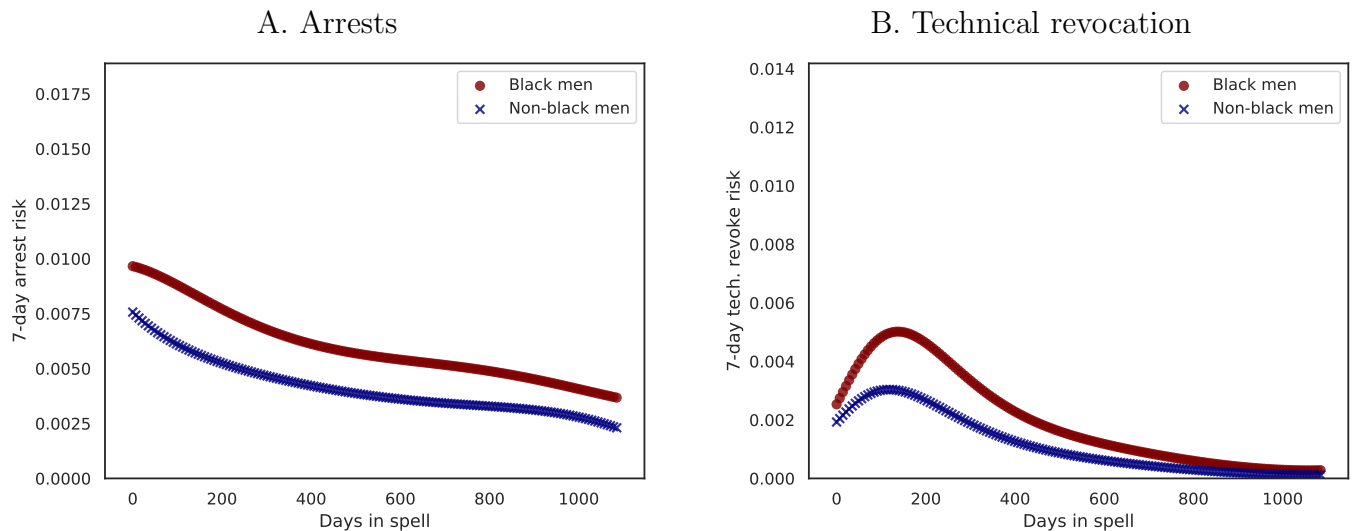 A. Arrests
7-day arrest risk
0.0175
0.0150
0.0125
0.0100
0.0075
0.0050
0.0025
0.0000
Black men
Non-black men
0 200 400 600 800 1000
Days in spell
B. Technical revocation
7-day tech. revoke risk
0.014
0.012
0.010
0.008
0.006
0.004
0.002
0.000
Black men
Non-black men
0 200 400 600 800 1000
Days in spell